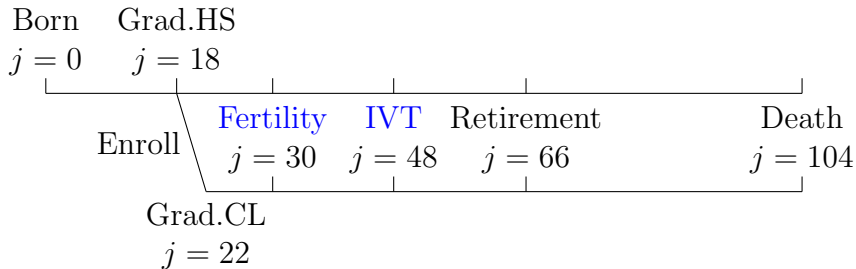 Born Grad.HS
j = 0 j = 18
Fertility IVT Retirement Death
Enroll
j = 30 j = 48 j = 66 j = 104
Grad.CL
j = 22